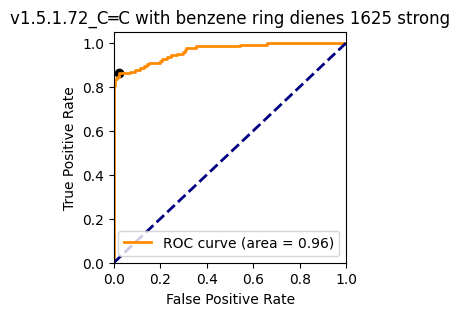 v1.5.1.72_C=C with benzene ring dienes 1625 strong
1.0
0.8
0.6
0.4
0.2
0.0
True Positive Rate
ROC curve (area = 0.96)
0.0 0.2 0.4 0.6 0.8 1.0
False Positive Rate